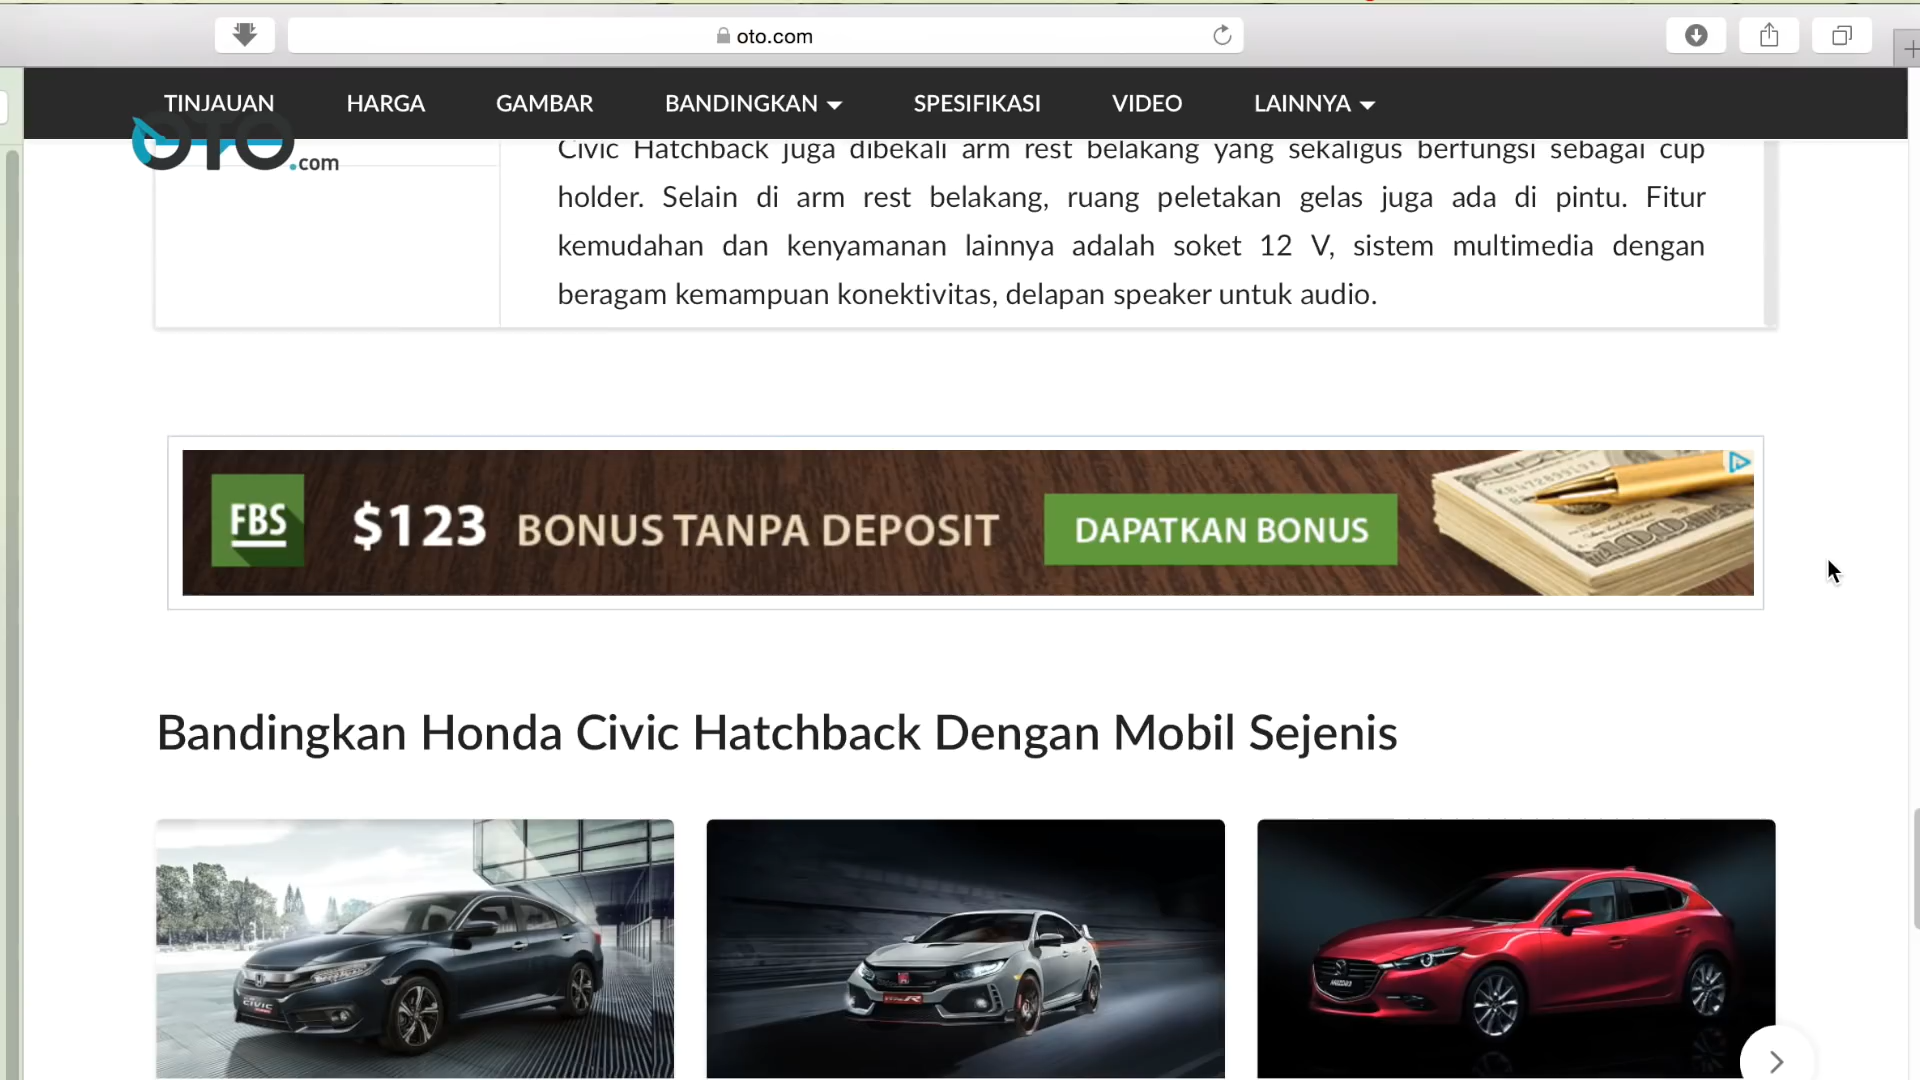 oto.com
TINJAUAN HARGA GAMBAR BANDINGKAN SPESIFIKASI VIDEO LAINNYA
OTO.com
Civic Hatchback juga dibekali arm rest belakang yang sekaligus berfungsi sebagai cup
holder. Selain di arm rest belakang, ruang peletakan gelas juga ada di pintu. Fitur
kemudahan dan kenyamanan lainnya adalah soket 12 V, sistem multimedia dengan
beragam kemampuan konektivitas, delapan speaker untuk audio.
FBS $123 BONUS TANPA DEPOSIT DAPATKAN BONUS
Bandingkan Honda Civic Hatchback Dengan Mobil Sejenis
CIVIC
MAZDA3